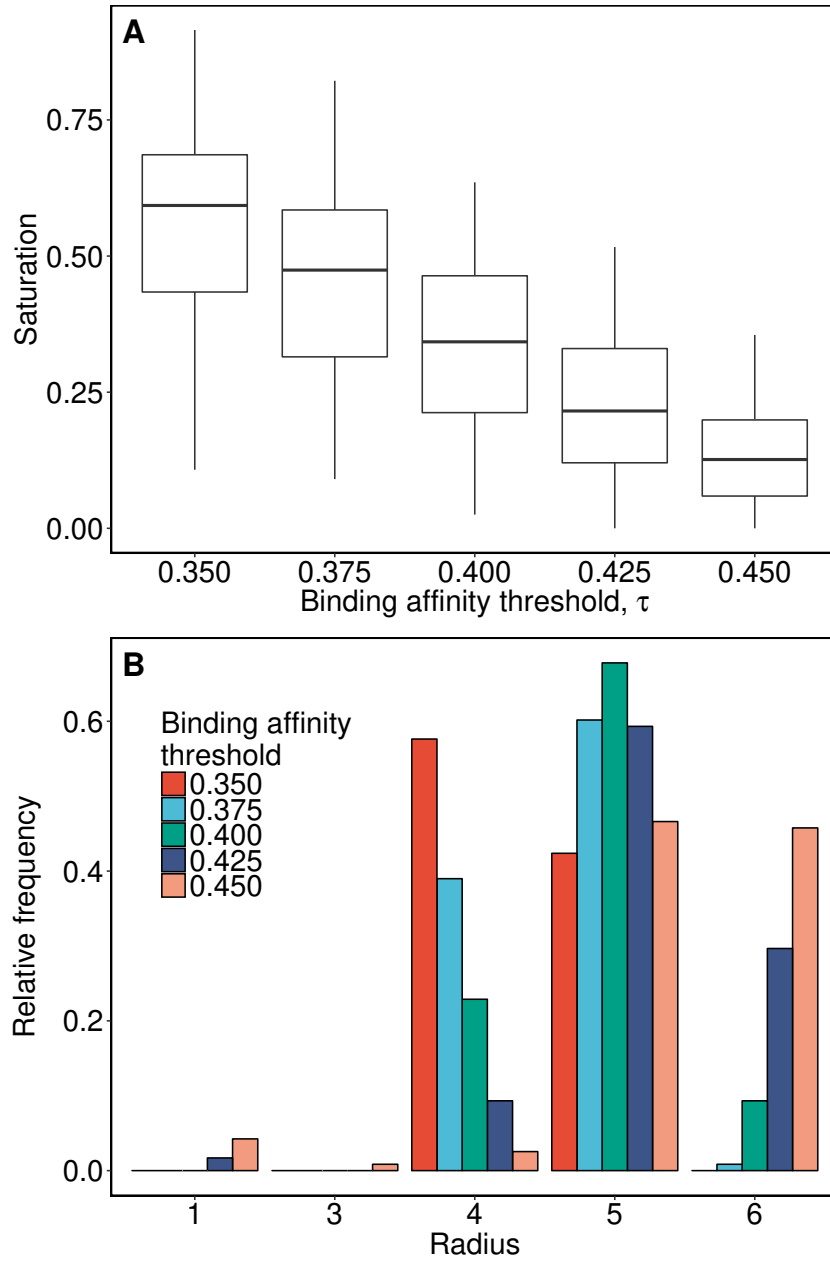 A
0.75
0.50
0.25
0.00
Saturation
0.350 0.375 0.400 0.425 0.450
Binding affinity threshold, τ
B
Binding affinity
threshold
0.350
0.375
0.400
0.425
0.450
0.6
0.4
0.2
0.0
Relative frequency
1 3 4 5 6
Radius